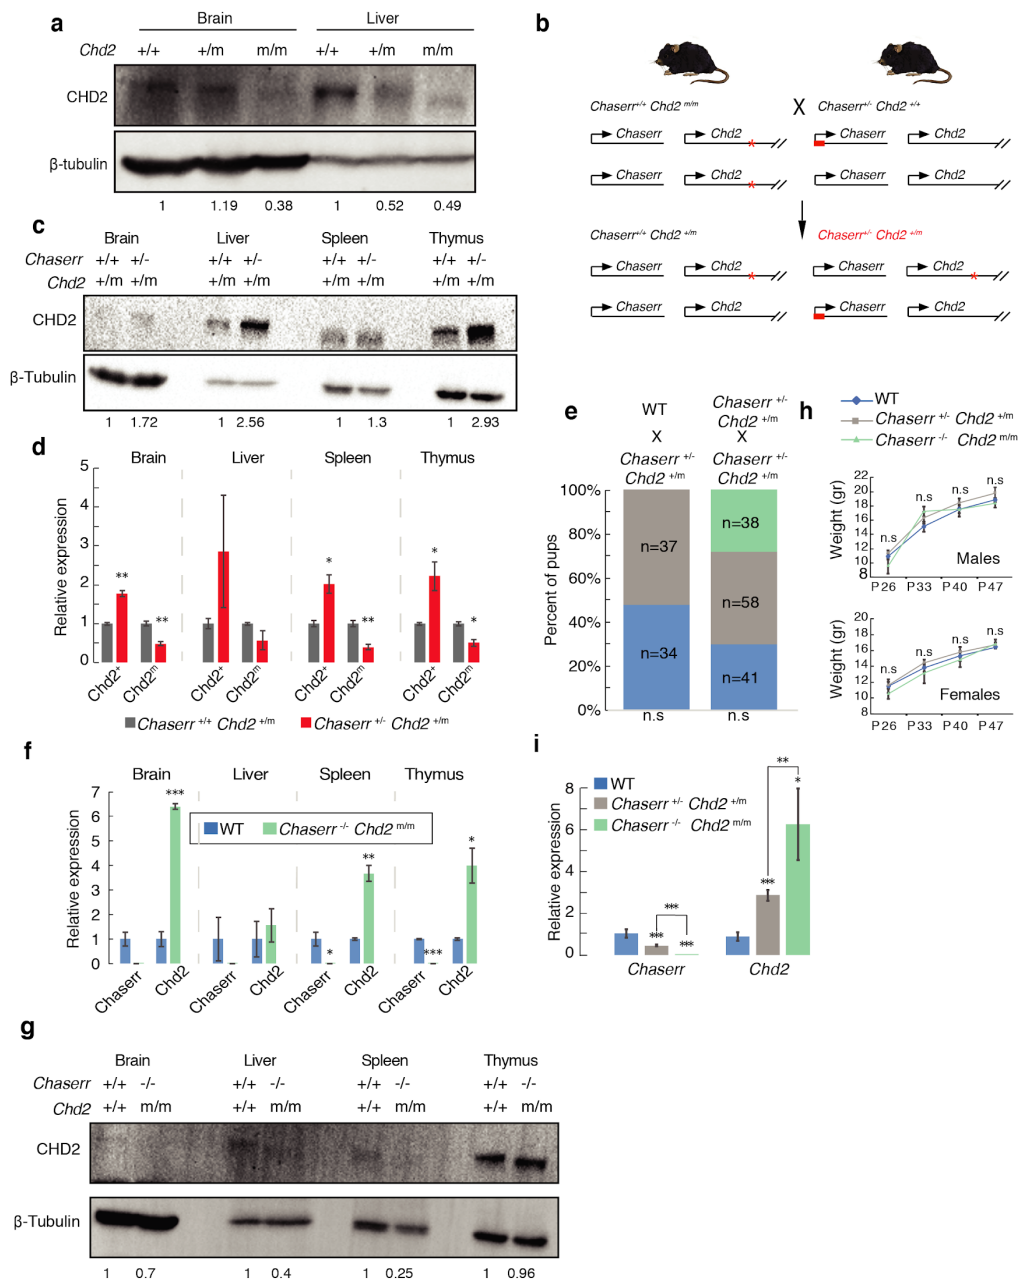 a
Brain Liver
Chd2 +/+ +/m m/m +/+ +/m m/m
CHD2
β-tubulin
1 1.19 0.38 1 0.52 0.49
b
Chaserr+/+ Chd2 m/m X Chaserr+/- Chd2 +/+
Chaserr Chd2 Chaserr Chd2
*
Chaserr Chd2 Chaserr Chd2
*
Chaserr+/+ Chd2 +/m Chaserr+/- Chd2 +/m
Chaserr Chd2 Chaserr Chd2
* *
Chaserr Chd2 Chaserr Chd2
c
Brain Liver Spleen Thymus
Chaserr +/+ +/- +/+ +/- +/+ +/- +/+ +/-
Chd2 +/m +/m +/m +/m +/m +/m +/m +/m
CHD2
β-Tubulin
1 1.72 1 2.56 1 1.3 1 2.93
d
Brain Liver Spleen Thymus
Relative expression
5
4
3
2
1
0
** ** * ** * *
Chd2+ Chd2m Chd2+ Chd2m Chd2+ Chd2m Chd2+ Chd2m
Chaserr+/+ Chd2 +/m Chaserr+/- Chd2 +/m
e
WT
X
Chaserr +/-
Chd2 +/m
Chaserr +/-
Chd2 +/m
X
Chaserr +/-
Chd2 +/m
Percent of pups
100%
80%
60%
40%
20%
0%
n=37
n=34
n=38
n=58
n=41
n.s n.s
h
WT
Chaserr +/- Chd2 +/m
Chaserr -/- Chd2 m/m
Weight (gr)
22
20
18
16
14
12
10
8
n.s n.s n.s n.s
Males
P26 P33 P40 P47
Weight (gr)
20
18
16
14
12
10
8
n.s n.s n.s n.s
Females
P26 P33 P40 P47
f
Brain Liver Spleen Thymus
Relative expression
7
6
5
4
3
2
1
0
WT Chaserr -/- Chd2 m/m
*** * ** *** *
Chaserr Chd2 Chaserr Chd2 Chaserr Chd2 Chaserr Chd2
i
WT
Chaserr +/- Chd2 +/m
Chaserr -/- Chd2 m/m
Relative expression
8
6
4
2
0
*** *** *** *** ** *
Chaserr Chd2
g
Brain Liver Spleen Thymus
Chaserr +/+ -/- +/+ -/- +/+ -/- +/+ -/-
Chd2 +/+ m/m +/+ m/m +/+ m/m +/+ m/m
CHD2
β-Tubulin
1 0.7 1 0.4 1 0.25 1 0.96